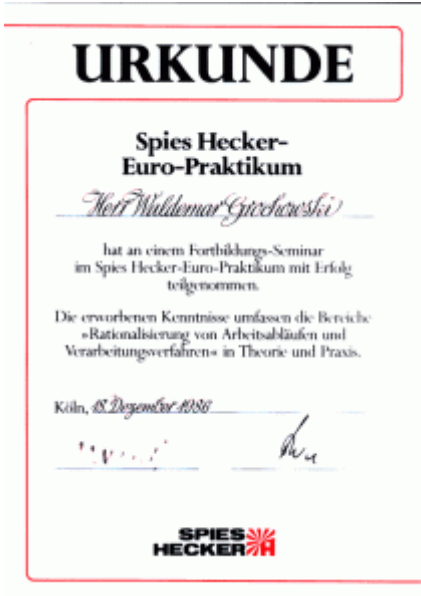 URKUNDE
Spies Hecker-
Euro-Praktikum
Herr Waldemar Grochowski
hat an einem Fortbildungs-Seminar
im Spies Hecker-Euro-Praktikum mit Erfolg
teilgenommen.
Die erworbenen Kenntnisse umfassen die Bereiche
»Rationalisierung von Arbeitsabläufen und
Verarbeitungsverfahren« in Theorie und Praxis.
Köln, 18. Dezember 1986
SPIES
HECKER